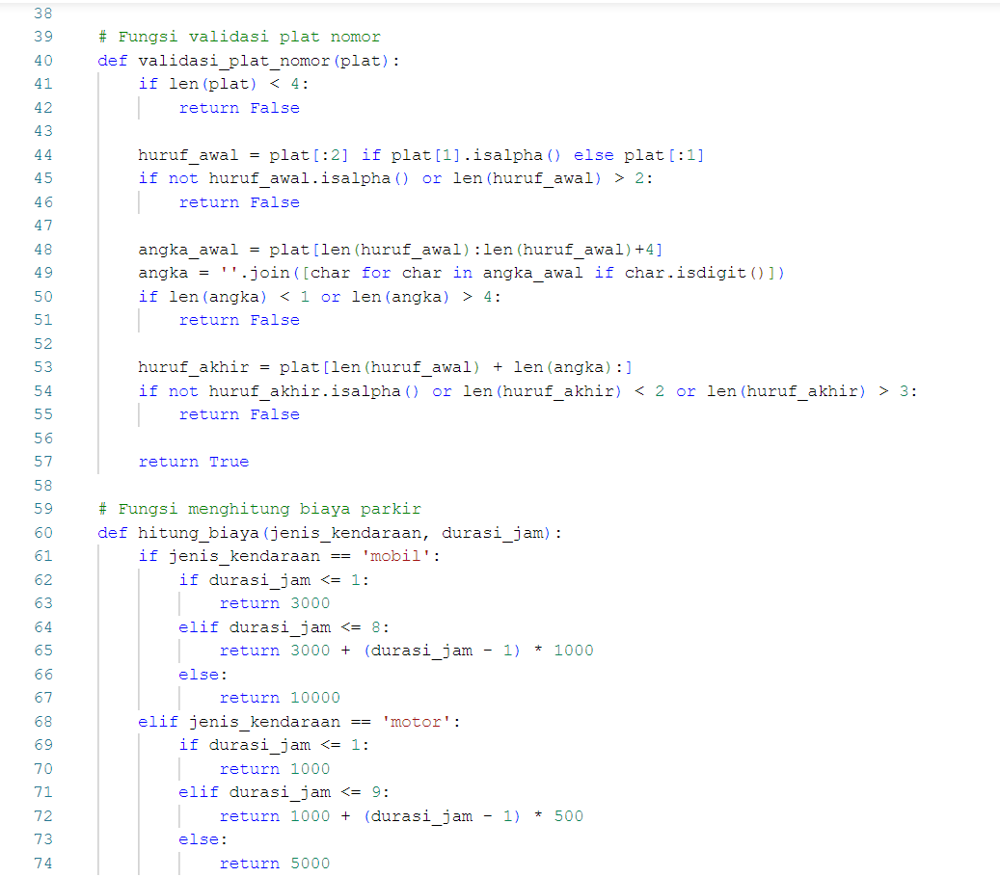 38
39 # Fungsi validasi plat nomor
40 def validasi_plat_nomor(plat):
41     if len(plat) < 4:
42         return False
43
44     huruf_awal = plat[:2] if plat[1].isalpha() else plat[:1]
45     if not huruf_awal.isalpha() or len(huruf_awal) > 2:
46         return False
47
48     angka_awal = plat[len(huruf_awal):len(huruf_awal)+4]
49     angka = ''.join([char for char in angka_awal if char.isdigit()])
50     if len(angka) < 1 or len(angka) > 4:
51         return False
52
53     huruf_akhir = plat[len(huruf_awal) + len(angka):]
54     if not huruf_akhir.isalpha() or len(huruf_akhir) < 2 or len(huruf_akhir) > 3:
55         return False
56
57     return True
58
59 # Fungsi menghitung biaya parkir
60 def hitung_biaya(jenis_kendaraan, durasi_jam):
61     if jenis_kendaraan == 'mobil':
62         if durasi_jam <= 1:
63             return 3000
64         elif durasi_jam <= 8:
65             return 3000 + (durasi_jam - 1) * 1000
66         else:
67             return 10000
68     elif jenis_kendaraan == 'motor':
69         if durasi_jam <= 1:
70             return 1000
71         elif durasi_jam <= 9:
72             return 1000 + (durasi_jam - 1) * 500
73         else:
74             return 5000